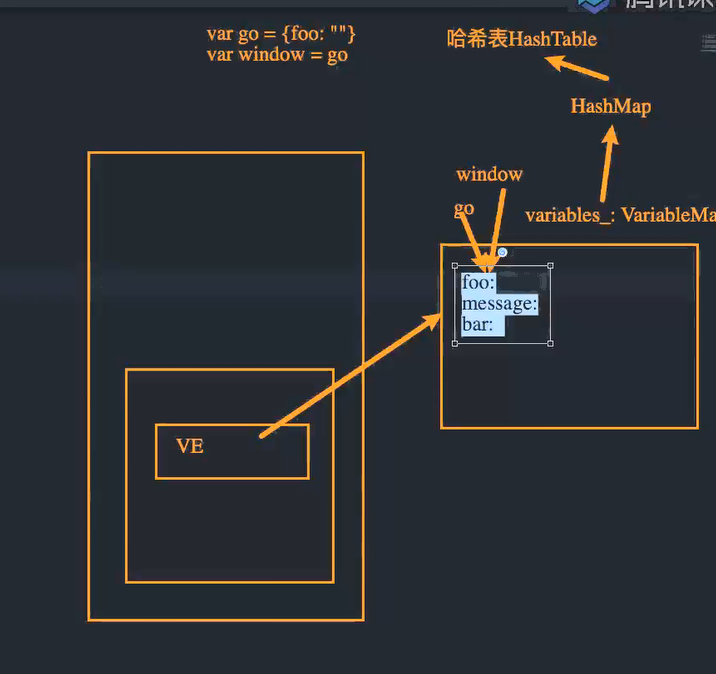 var go = {foo: ""}
var window = go
哈希表HashTable
HashMap
window
go
variables_: VariableMa
foo:
message:
bar:
VE